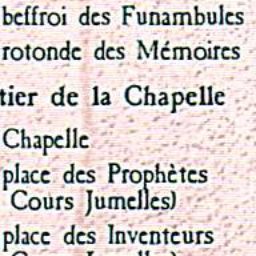 beffroi des Funambules
rotonde des Mémoires
tier de la Chapelle
Chapelle
place des Prophètes
Cours Jumelles)
place des Inventeurs